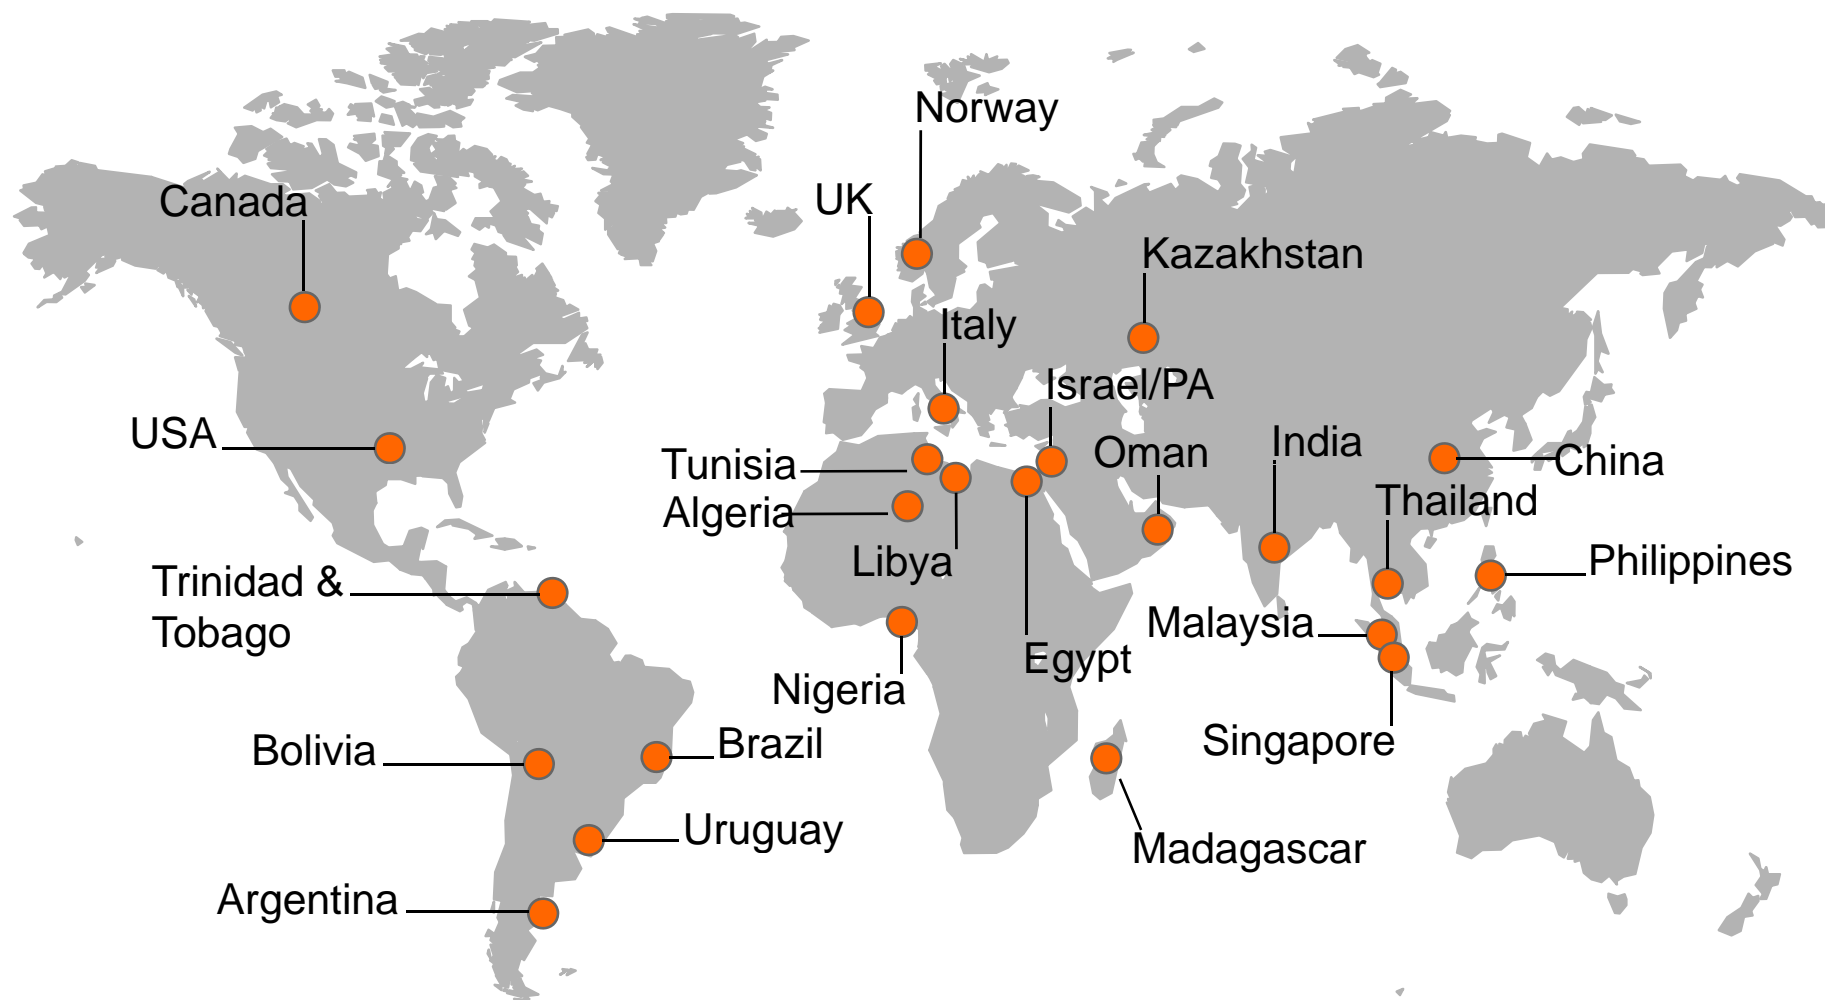 Norway
Canada
UK
Kazakhstan
Italy
Israel/PA
USA
India
Oman
Tunisia
China
Thailand
Algeria
Libya
Philippines
Trinidad &
Tobago
Malaysia
Egypt
Nigeria
Singapore
Bolivia
Brazil
Uruguay
Madagascar
Argentina